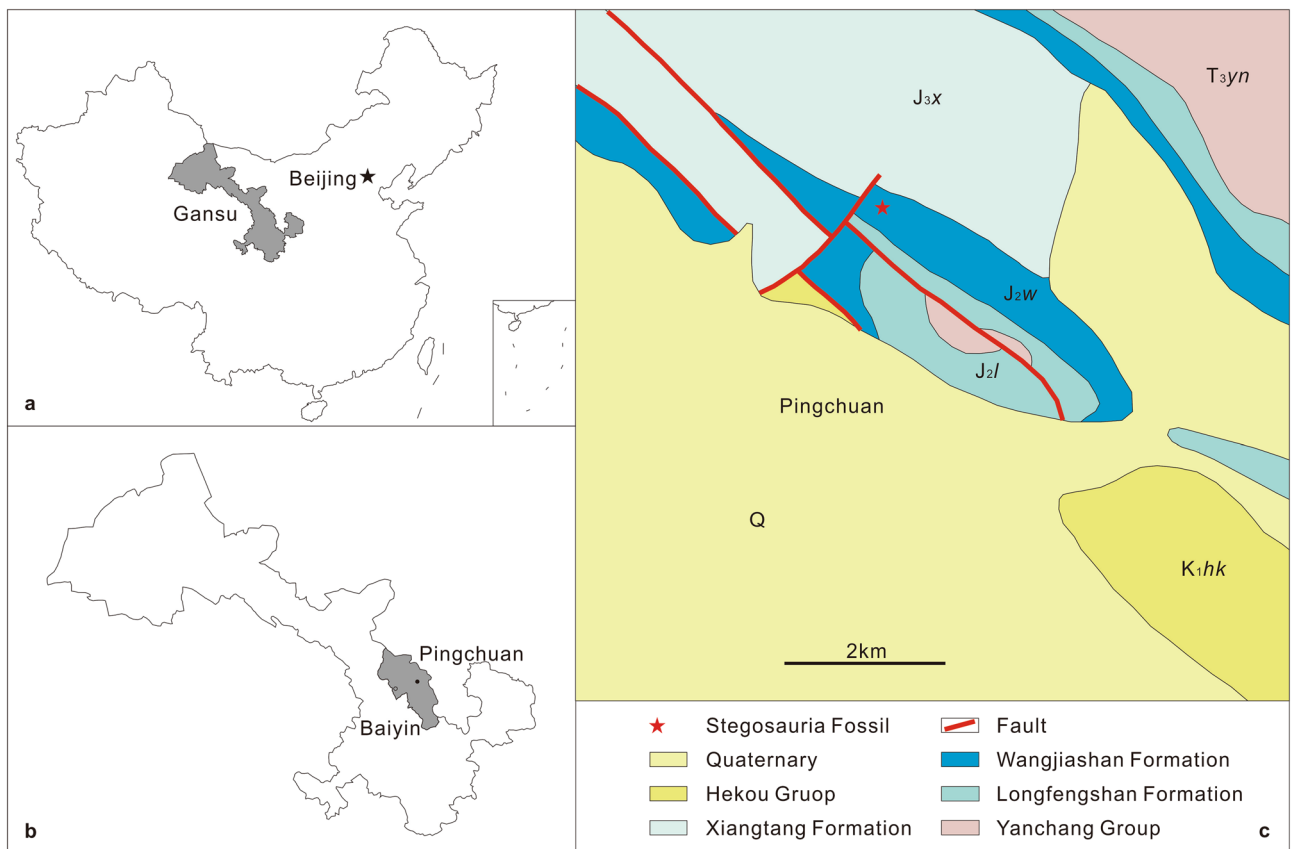 Beijing
Gansu
a
Pingchuan
Baiyin
b
T3yn
J3x
J2w
J2l
Pingchuan
Q
K1hk
2km
Stegosauria Fossil
Fault
Quaternary
Wangjiashan Formation
Hekou Gruop
Longfengshan Formation
Xiangtang Formation
Yanchang Group
c